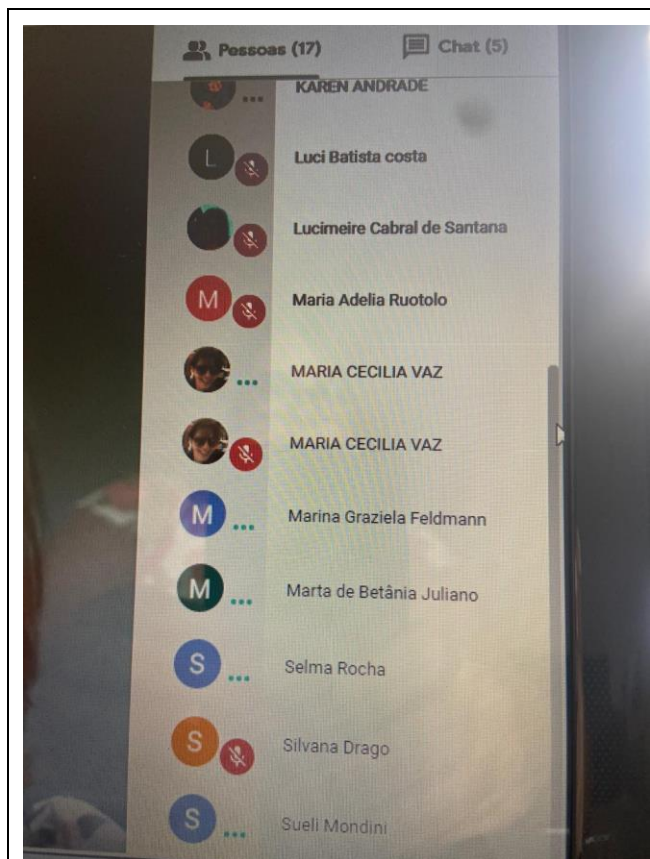 Pessoas (17)
Chat (5)
KAREN ANDRADE
L
Luci Batista costa
Lucimeire Cabral de Santana
M
Maria Adelia Ruotolo
MARIA CECILIA VAZ
MARIA CECILIA VAZ
M
Marina Graziela Feldmann
M
Marta de Betânia Juliano
S
Selma Rocha
S
Silvana Drago
S
Sueli Mondini